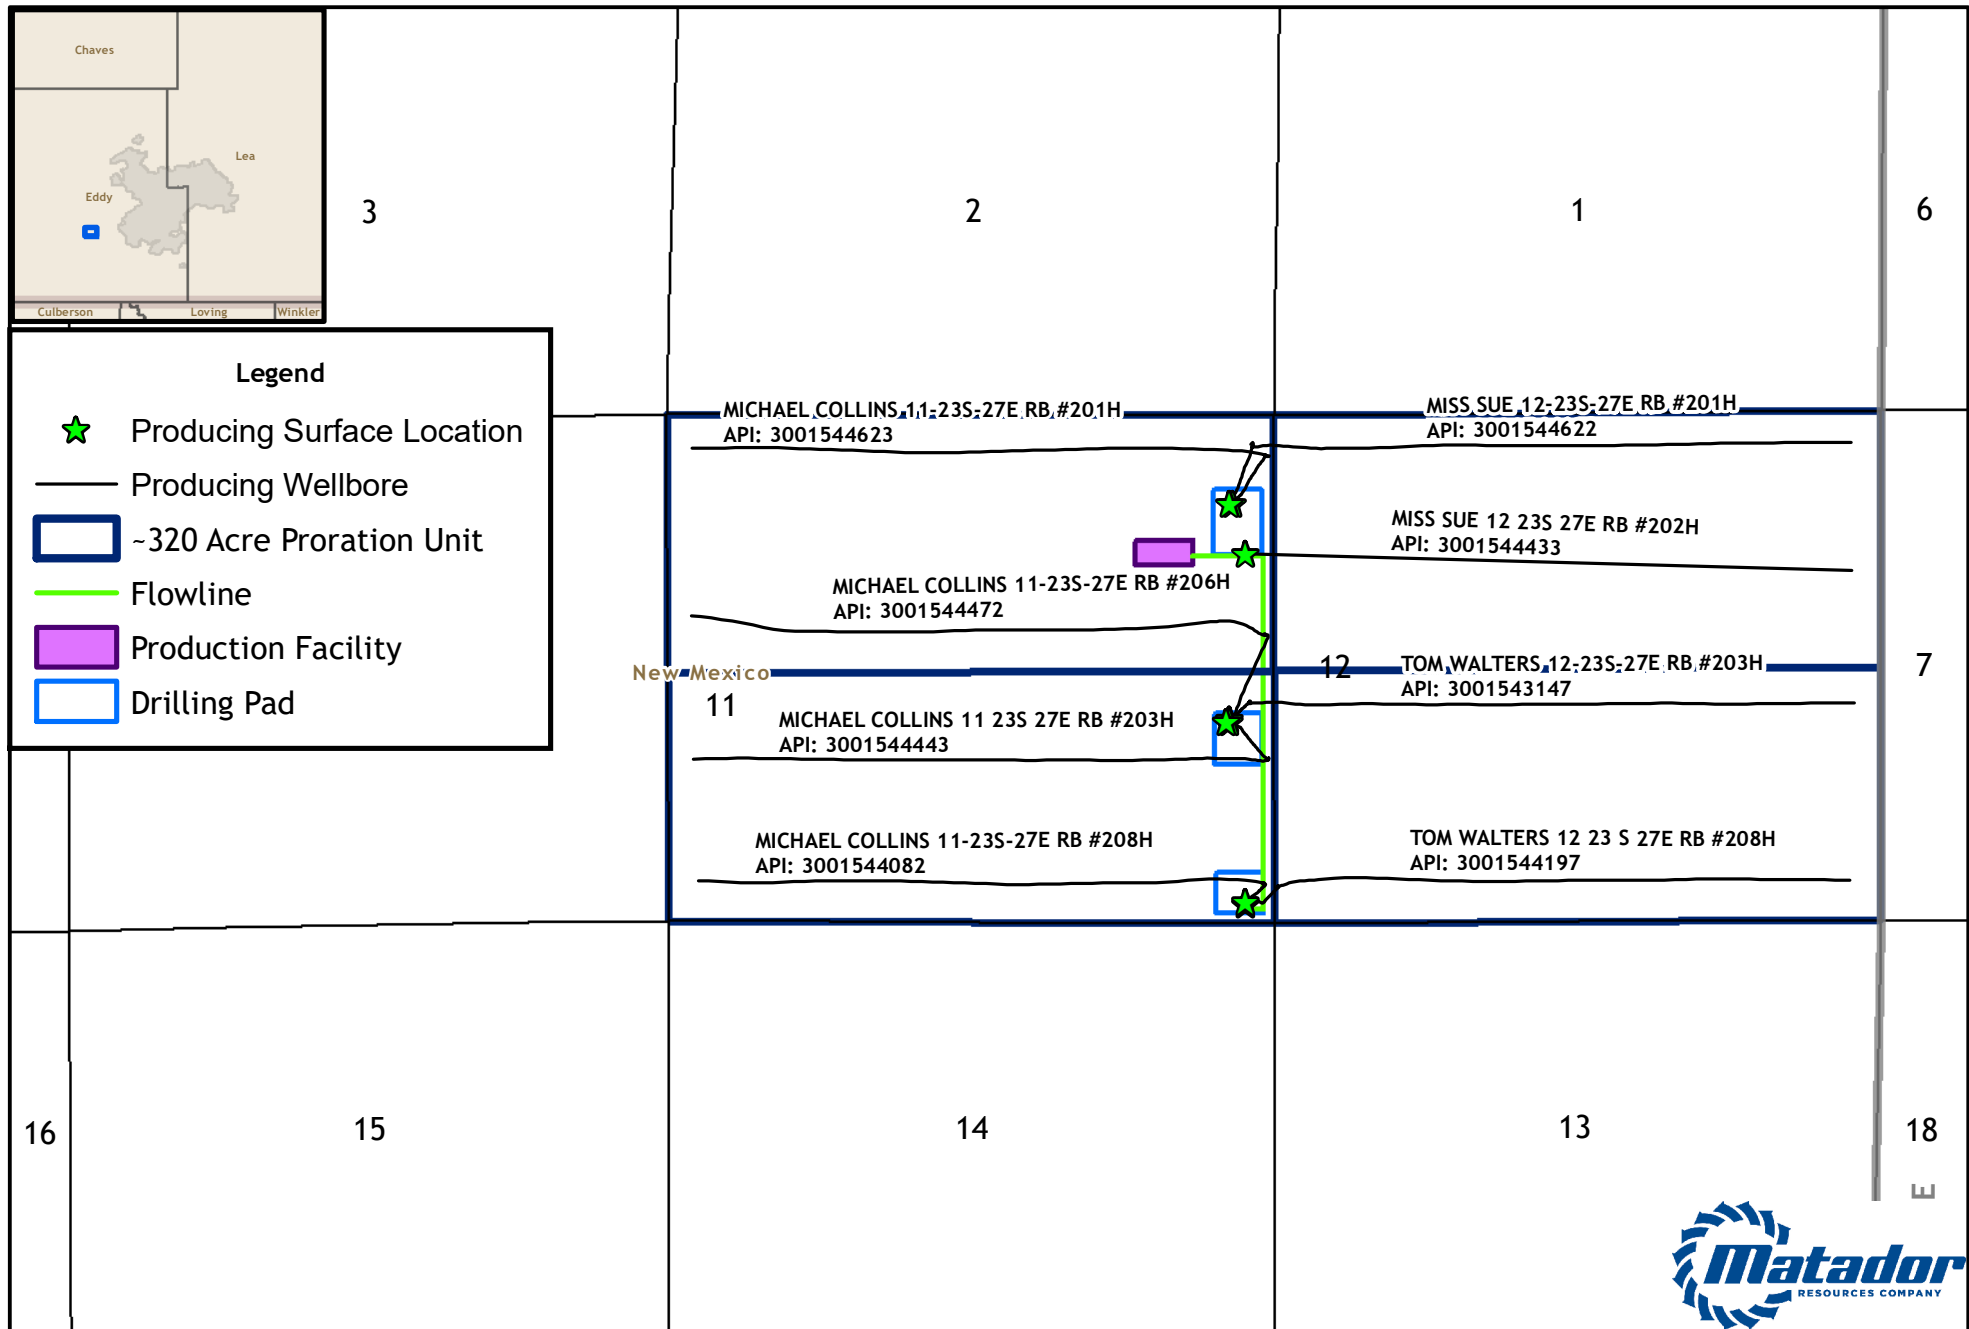 Chaves
Lea
Eddy
Culberson
Loving
Winkler
3
2
1
6
Legend
Producing Surface Location
Producing Wellbore
~320 Acre Proration Unit
Flowline
Production Facility
Drilling Pad
MICHAEL COLLINS 11-23S-27E RB #201H
API: 3001544623
MISS SUE 12-23S-27E RB #201H
API: 3001544622
MISS SUE 12 23S 27E RB #202H
API: 3001544433
MICHAEL COLLINS 11-23S-27E RB #206H
API: 3001544472
New Mexico
11
12
TOM WALTERS 12-23S-27E RB #203H
API: 3001543147
7
MICHAEL COLLINS 11 23S 27E RB #203H
API: 3001544443
MICHAEL COLLINS 11-23S-27E RB #208H
API: 3001544082
TOM WALTERS 12 23 S 27E RB #208H
API: 3001544197
16
15
14
13
18
E
Matador
RESOURCES COMPANY